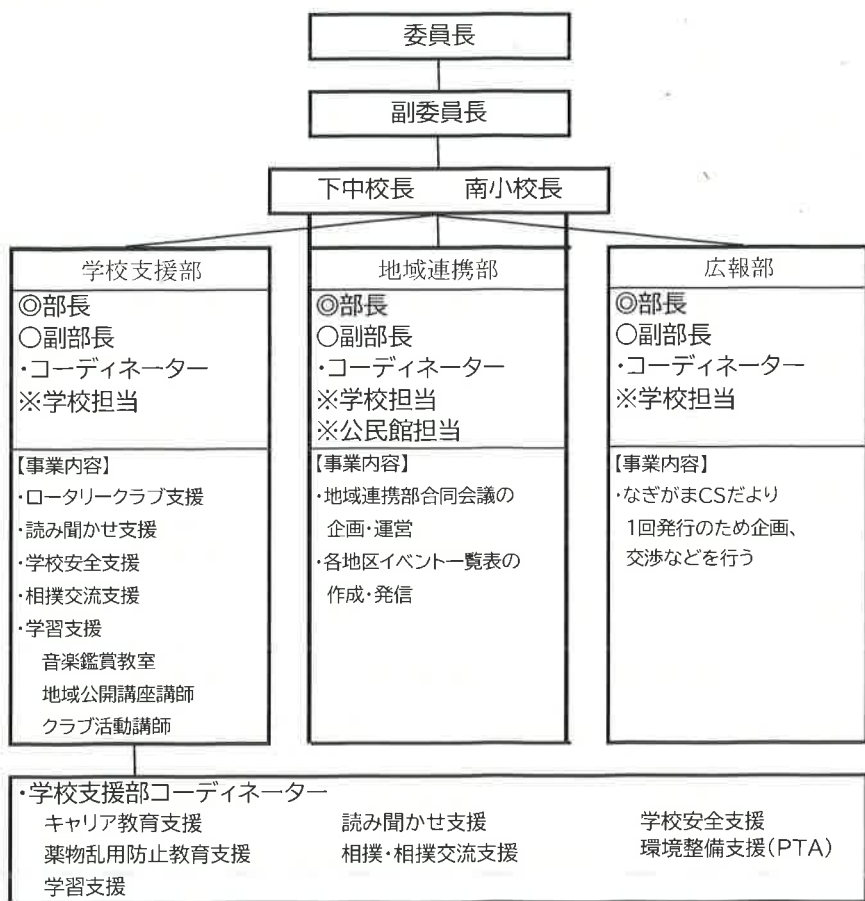 委員長
副委員長
下中校長　南小校長
学校支援部
◎部長
○副部長
・コーディネーター
※学校担当
【事業内容】
・ロータリークラブ支援
・読み聞かせ支援
・学校安全支援
・相撲交流支援
・学習支援
音楽鑑賞教室
地域公開講座講師
クラブ活動講師
地域連携部
◎部長
○副部長
・コーディネーター
※学校担当
※公民館担当
【事業内容】
・地域連携部合同会議の
企画・運営
・各地区イベント一覧表の
作成・発信
広報部
◎部長
○副部長
・コーディネーター
※学校担当
【事業内容】
・なぎがまCSだより
1回発行のため企画、
交渉などを行う
・学校支援部コーディネーター
キャリア教育支援　読み聞かせ支援　学校安全支援
薬物乱用防止教育支援　相撲・相撲交流支援　環境整備支援(PTA)
学習支援